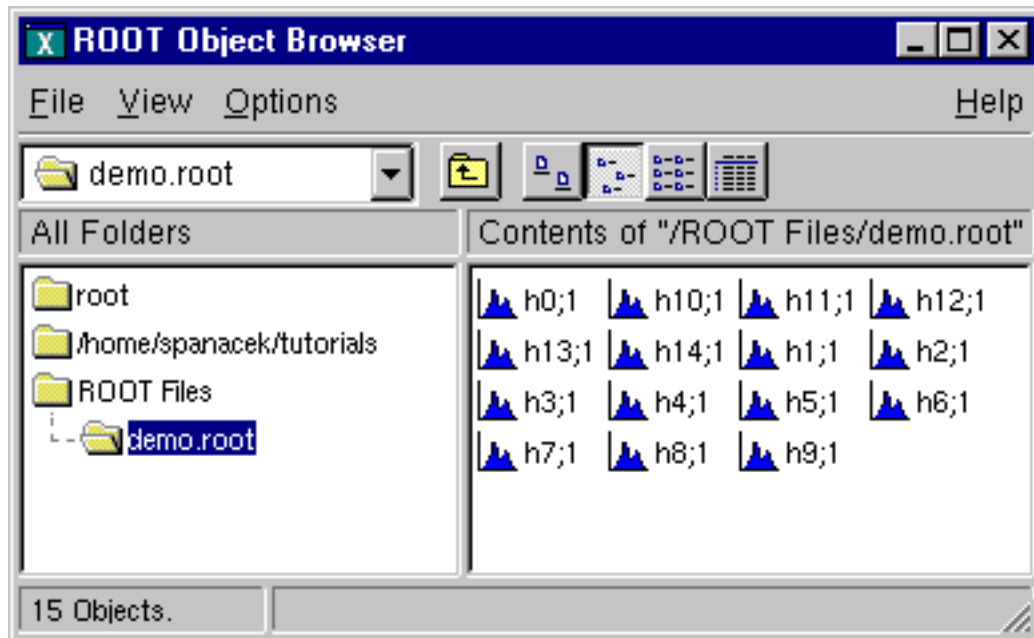 X ROOT Object Browser
File View Options Help
demo.root
All Folders
Contents of "/ROOT Files/demo.root"
root
/home/spanacek/tutorials
ROOT Files
demo.root
h0;1 h10;1 h11;1 h12;1
h13;1 h14;1 h1;1 h2;1
h3;1 h4;1 h5;1 h6;1
h7;1 h8;1 h9;1
15 Objects.